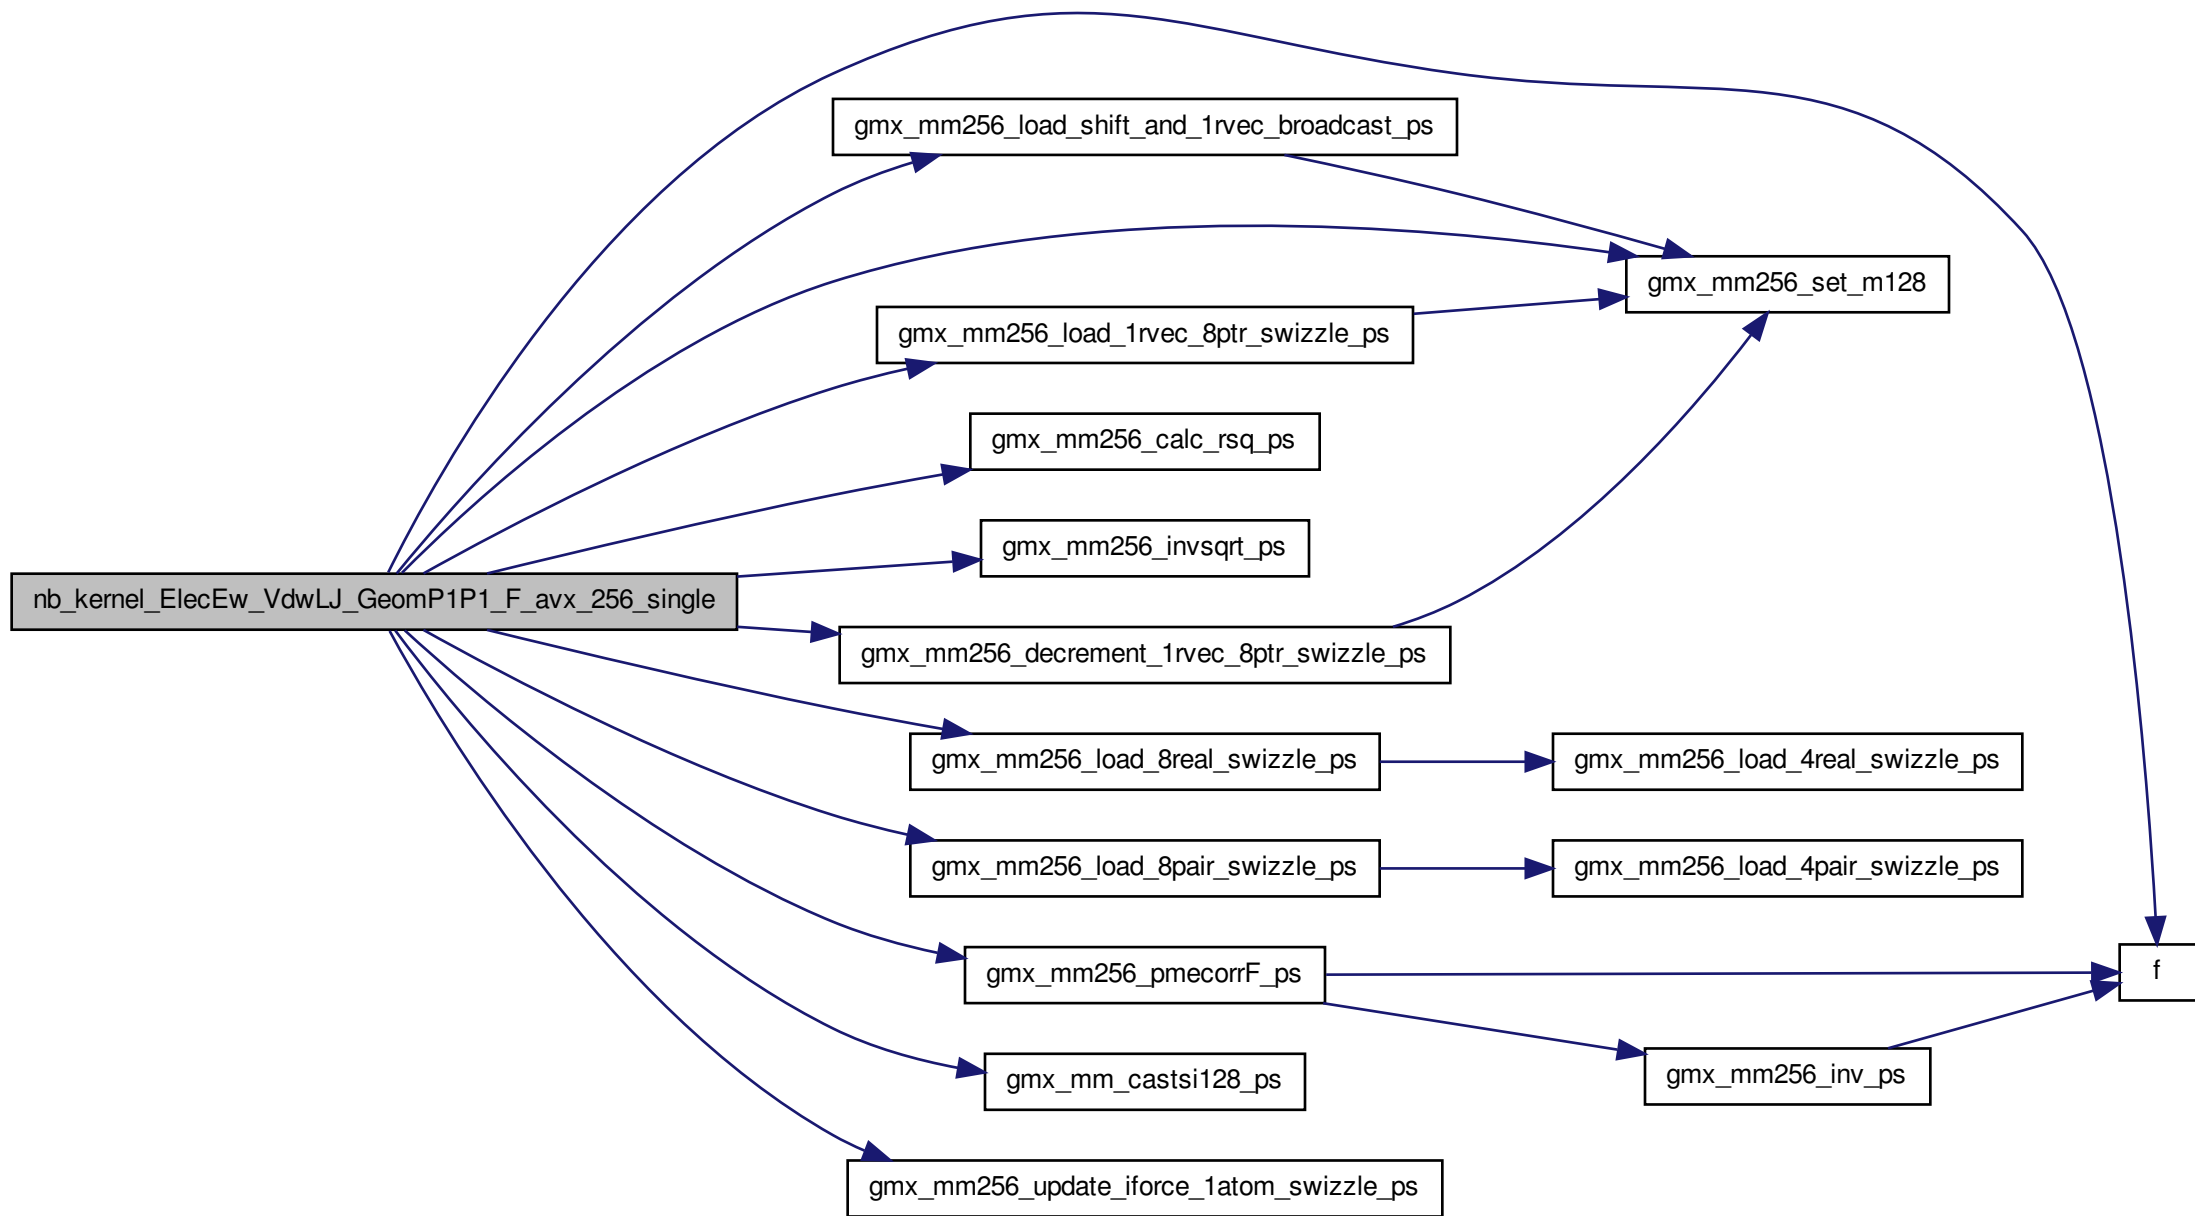 gmx_mm256_load_shift_and_1rvec_broadcast_ps
gmx_mm256_set_m128
gmx_mm256_load_1rvec_8ptr_swizzle_ps
gmx_mm256_calc_rsq_ps
gmx_mm256_invsqrt_ps
nb_kernel_ElecEw_VdwLJ_GeomP1P1_F_avx_256_single
gmx_mm256_decrement_1rvec_8ptr_swizzle_ps
gmx_mm256_load_8real_swizzle_ps
gmx_mm256_load_4real_swizzle_ps
gmx_mm256_load_8pair_swizzle_ps
gmx_mm256_load_4pair_swizzle_ps
gmx_mm256_pmecorrF_ps
f
gmx_mm_castsi128_ps
gmx_mm256_inv_ps
gmx_mm256_update_iforce_1atom_swizzle_ps